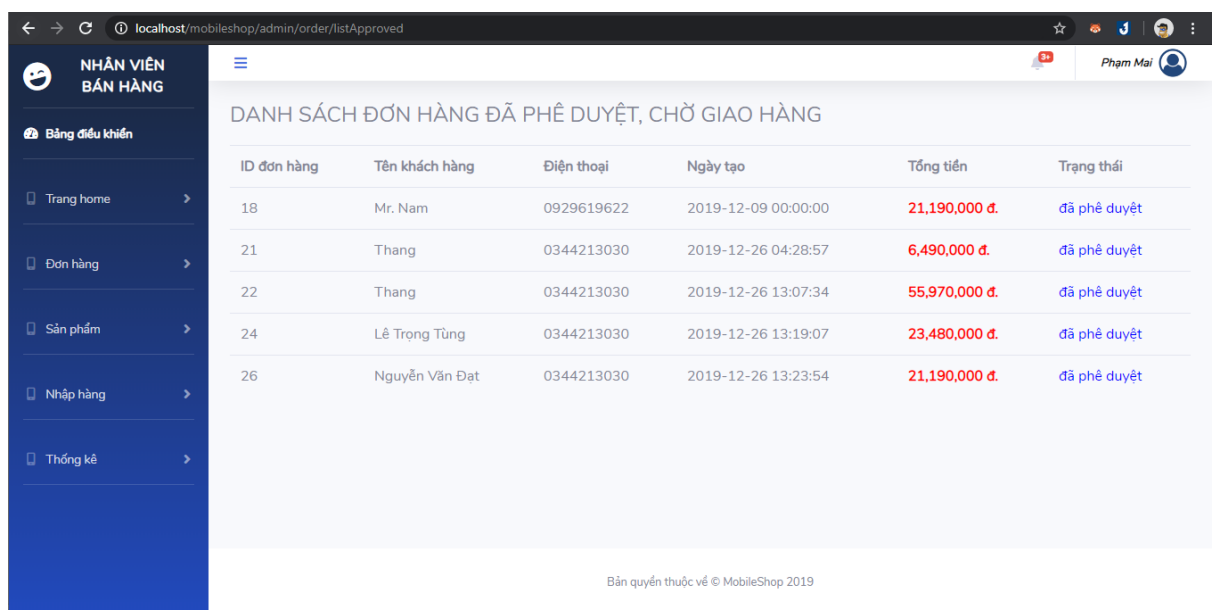 localhost/mobileshop/admin/order/listApproved
NHÂN VIÊN
BÁN HÀNG
Bảng điều khiển
Trang home
Đơn hàng
Sản phẩm
Nhập hàng
Thống kê
3+
Phạm Mai
DANH SÁCH ĐƠN HÀNG ĐÃ PHÊ DUYỆT, CHỜ GIAO HÀNG
ID đơn hàng Tên khách hàng Điện thoại Ngày tạo Tổng tiền Trạng thái
18 Mr. Nam 0929619622 2019-12-09 00:00:00 21,190,000 đ. đã phê duyệt
21 Thang 0344213030 2019-12-26 04:28:57 6,490,000 đ. đã phê duyệt
22 Thang 0344213030 2019-12-26 13:07:34 55,970,000 đ. đã phê duyệt
24 Lê Trọng Tùng 0344213030 2019-12-26 13:19:07 23,480,000 đ. đã phê duyệt
26 Nguyễn Văn Đạt 0344213030 2019-12-26 13:23:54 21,190,000 đ. đã phê duyệt
Bản quyền thuộc về © MobileShop 2019